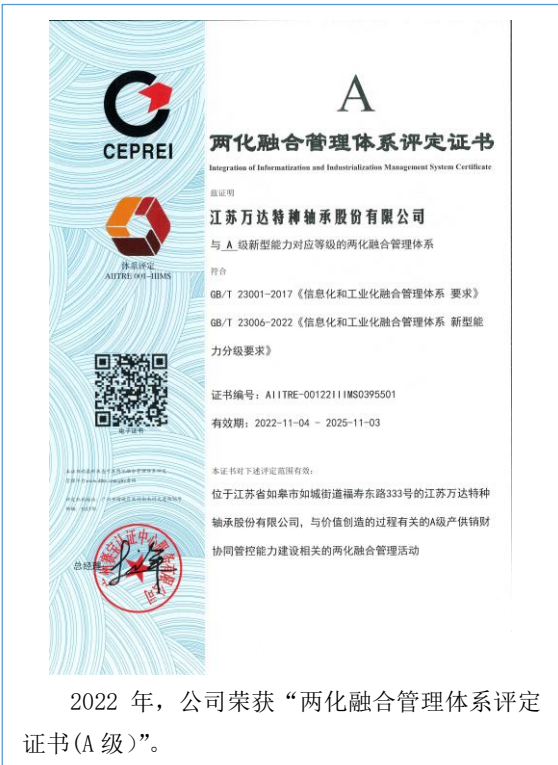 A
CEPREI
两化融合管理体系评定证书
Integration of Informatization and Industrialization Management System Certificate
兹证明
江苏万达特种轴承股份有限公司
与 A 级新型能力对应等级的两化融合管理体系
体系评定
AIITRE 001-IIIMS
符合
GB/T 23001-2017《信息化和工业化融合管理体系 要求》
GB/T 23006-2022《信息化和工业化融合管理体系 新型能
力分级要求》
电子证书
证书编号：AIITRE-00122IIIMS0395501
有效期：2022-11-04 - 2025-11-03
本证书对下述评定范围有效：
位于江苏省如皋市如城街道福寿东路333号的江苏万达特种
轴承股份有限公司，与价值创造的过程有关的A级产供销财
协同管控能力建设相关的两化融合管理活动
总经理
2022 年，公司荣获“两化融合管理体系评定
证书(A 级)”。